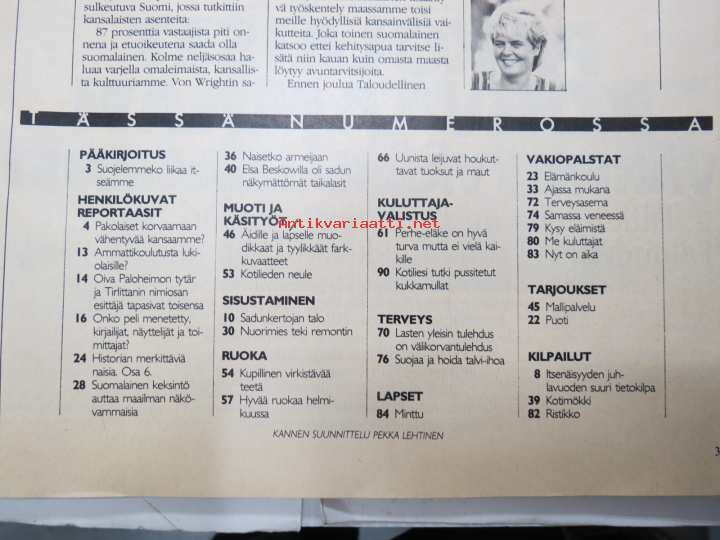 sulkeutuva Suomi, jossa tutkittiin
kansalaisten asenteita:
87 prosenttia vastaajista piti on-
nena ja etuoikeutena saada olla
suomalainen. Kolme neljäsosaa ha-
luaa varjella omaleimaista, kansallis-
ta kulttuuriamme. Von Wrightin sa-
vä työskentely maassamme toisi
meille hyödyllisiä kansainvälisiä vai-
kutteita. Joka toinen suomalainen
katsoo ettei kehitysapua tarvitse li-
sätä niin kauan kuin omasta maasta
löytyy avuntarvitsijoita.
Ennen joulua Taloudellinen
TÄSSÄ NUMEROSSA
PÄÄKIRJOITUS
3 Suojelemmeko liikaa it-
seämme
HENKILÖKUVAT
REPORTAASIT
4 Pakolaiset korvaamaan
vähentyvää kansaamme?
13 Ammattikoulutusta luki-
olaisille?
14 Oiva Paloheimon tytär
ja Tirlittanin nimiosan
esittäjä tapasivat toisensa
16 Onko peli menetetty,
kirjailijat, näyttelijät ja toi-
mittajat?
24 Historian merkittäviä
naisia. Osa 6.
28 Suomalainen keksintö
auttaa maailman näkö-
vammaisia
36 Naisetko armeijaan
40 Elsa Beskowilla oli sadun
näkymättömät taikalasit
MUOTI JA
KÄSITYÖT
46 Äidille ja lapselle muo-
dikkaat ja tyylikkäät fark-
kuvaatteet
53 Kotilieden neule
SISUSTAMINEN
10 Sadunkertojan talo
30 Nuorimies teki remontin
RUOKA
54 Kupillinen virkistävää
teetä
57 Hyvää ruokaa helmi-
kuussa
66 Uunista leijuvat houkut-
tavat tuoksut ja maut
KULUTTAJA-
VALISTUS
61 Perhe-eläke on hyvä
turva mutta ei vielä kai-
kille
90 Kotiliesi tutki pussitetut
kukkamullat
TERVEYS
70 Lasten yleisin tulehdus
on välikorvantulehdus
76 Suojaa ja hoida talvi-ihoa
LAPSET
84 Minttu
VAKIOPALSTAT
23 Elämänkoulu
33 Ajassa mukana
72 Terveysasema
74 Samassa veneessä
79 Kysy eläimistä
80 Me kuluttajat
83 Nyt on aika
TARJOUKSET
45 Mallipalvelu
22 Puoti
KILPAILUT
8 Itsenäisyyden juh-
lavuoden suuri tietokilpa
39 Kotimökki
82 Ristikko
KANNEN SUUNNITTELU PEKKA LEHTINEN
3
Antikvariaatti.net